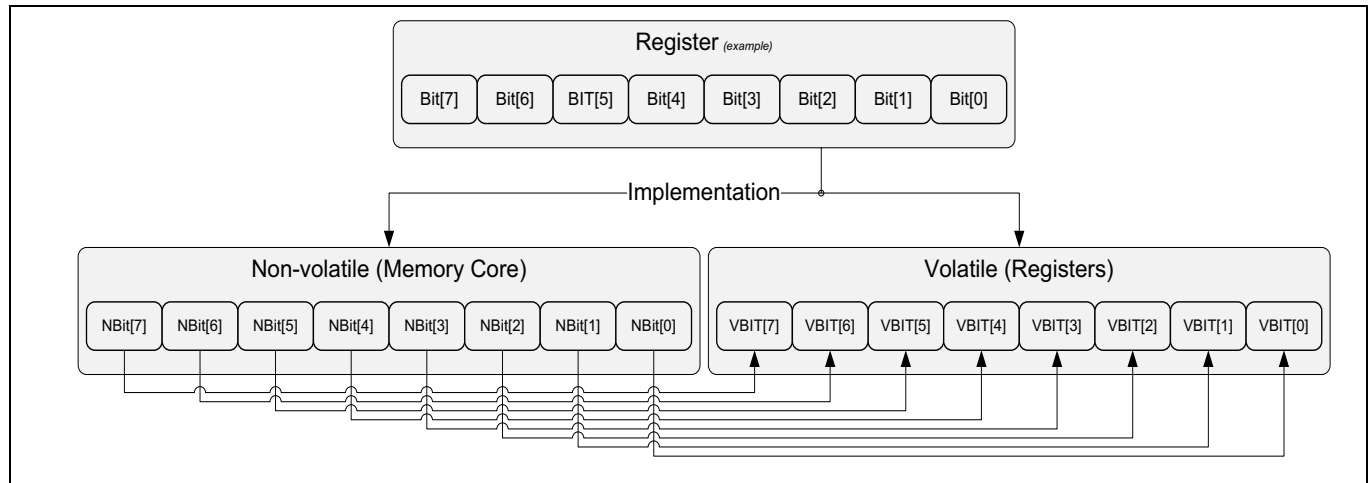 Register (example)
Bit[7] Bit[6] BIT[5] Bit[4] Bit[3] Bit[2] Bit[1] Bit[0]
Implementation
Non-volatile (Memory Core)
NBit[7] NBit[6] NBit[5] NBit[4] NBit[3] NBit[2] NBit[1] NBit[0]
Volatile (Registers)
VBIT[7] VBIT[6] VBIT[5] VBIT[4] VBIT[3] VBIT[2] VBIT[1] VBIT[0]